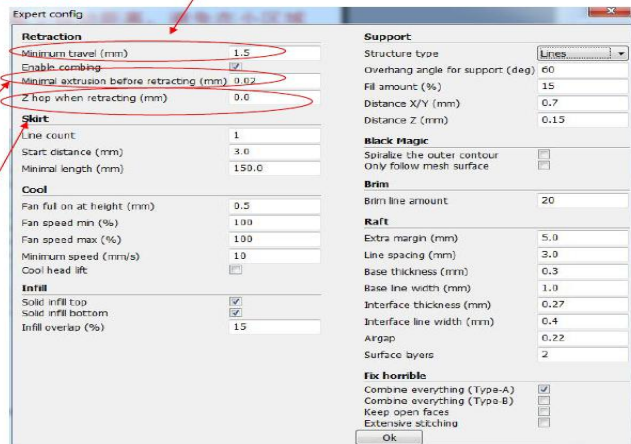 Expert config
Retraction
Minimum travel (mm) 1.5
Enable combing
Minimal extrusion before retracting (mm) 0.02
Z hop when retracting (mm) 0.0
Skirt
Line count 1
Start distance (mm) 3.0
Minimal length (mm) 150.0
Cool
Fan full on at height (mm) 0.5
Fan speed min (%) 100
Fan speed max (%) 100
Minimum speed (mm/s) 10
Cool head lift
Infill
Solid infill top
Solid infill bottom
Infill overlap (%) 15
Support
Structure type Lines
Overhang angle for support (deg) 60
Fill amount (%) 15
Distance X/Y (mm) 0.7
Distance Z (mm) 0.15
Black Magic
Spiralize the outer contour
Only follow mesh surface
Brim
Brim line amount 20
Raft
Extra margin (mm) 5.0
Line spacing (mm) 3.0
Base thickness (mm) 0.3
Base line width (mm) 1.0
Interface thickness (mm) 0.27
Interface line width (mm) 0.4
Airgap 0.22
Surface layers 2
Fix horrible
Combine everything (Type-A)
Combine everything (Type-B)
Keep open faces
Extensive stitching
Ok